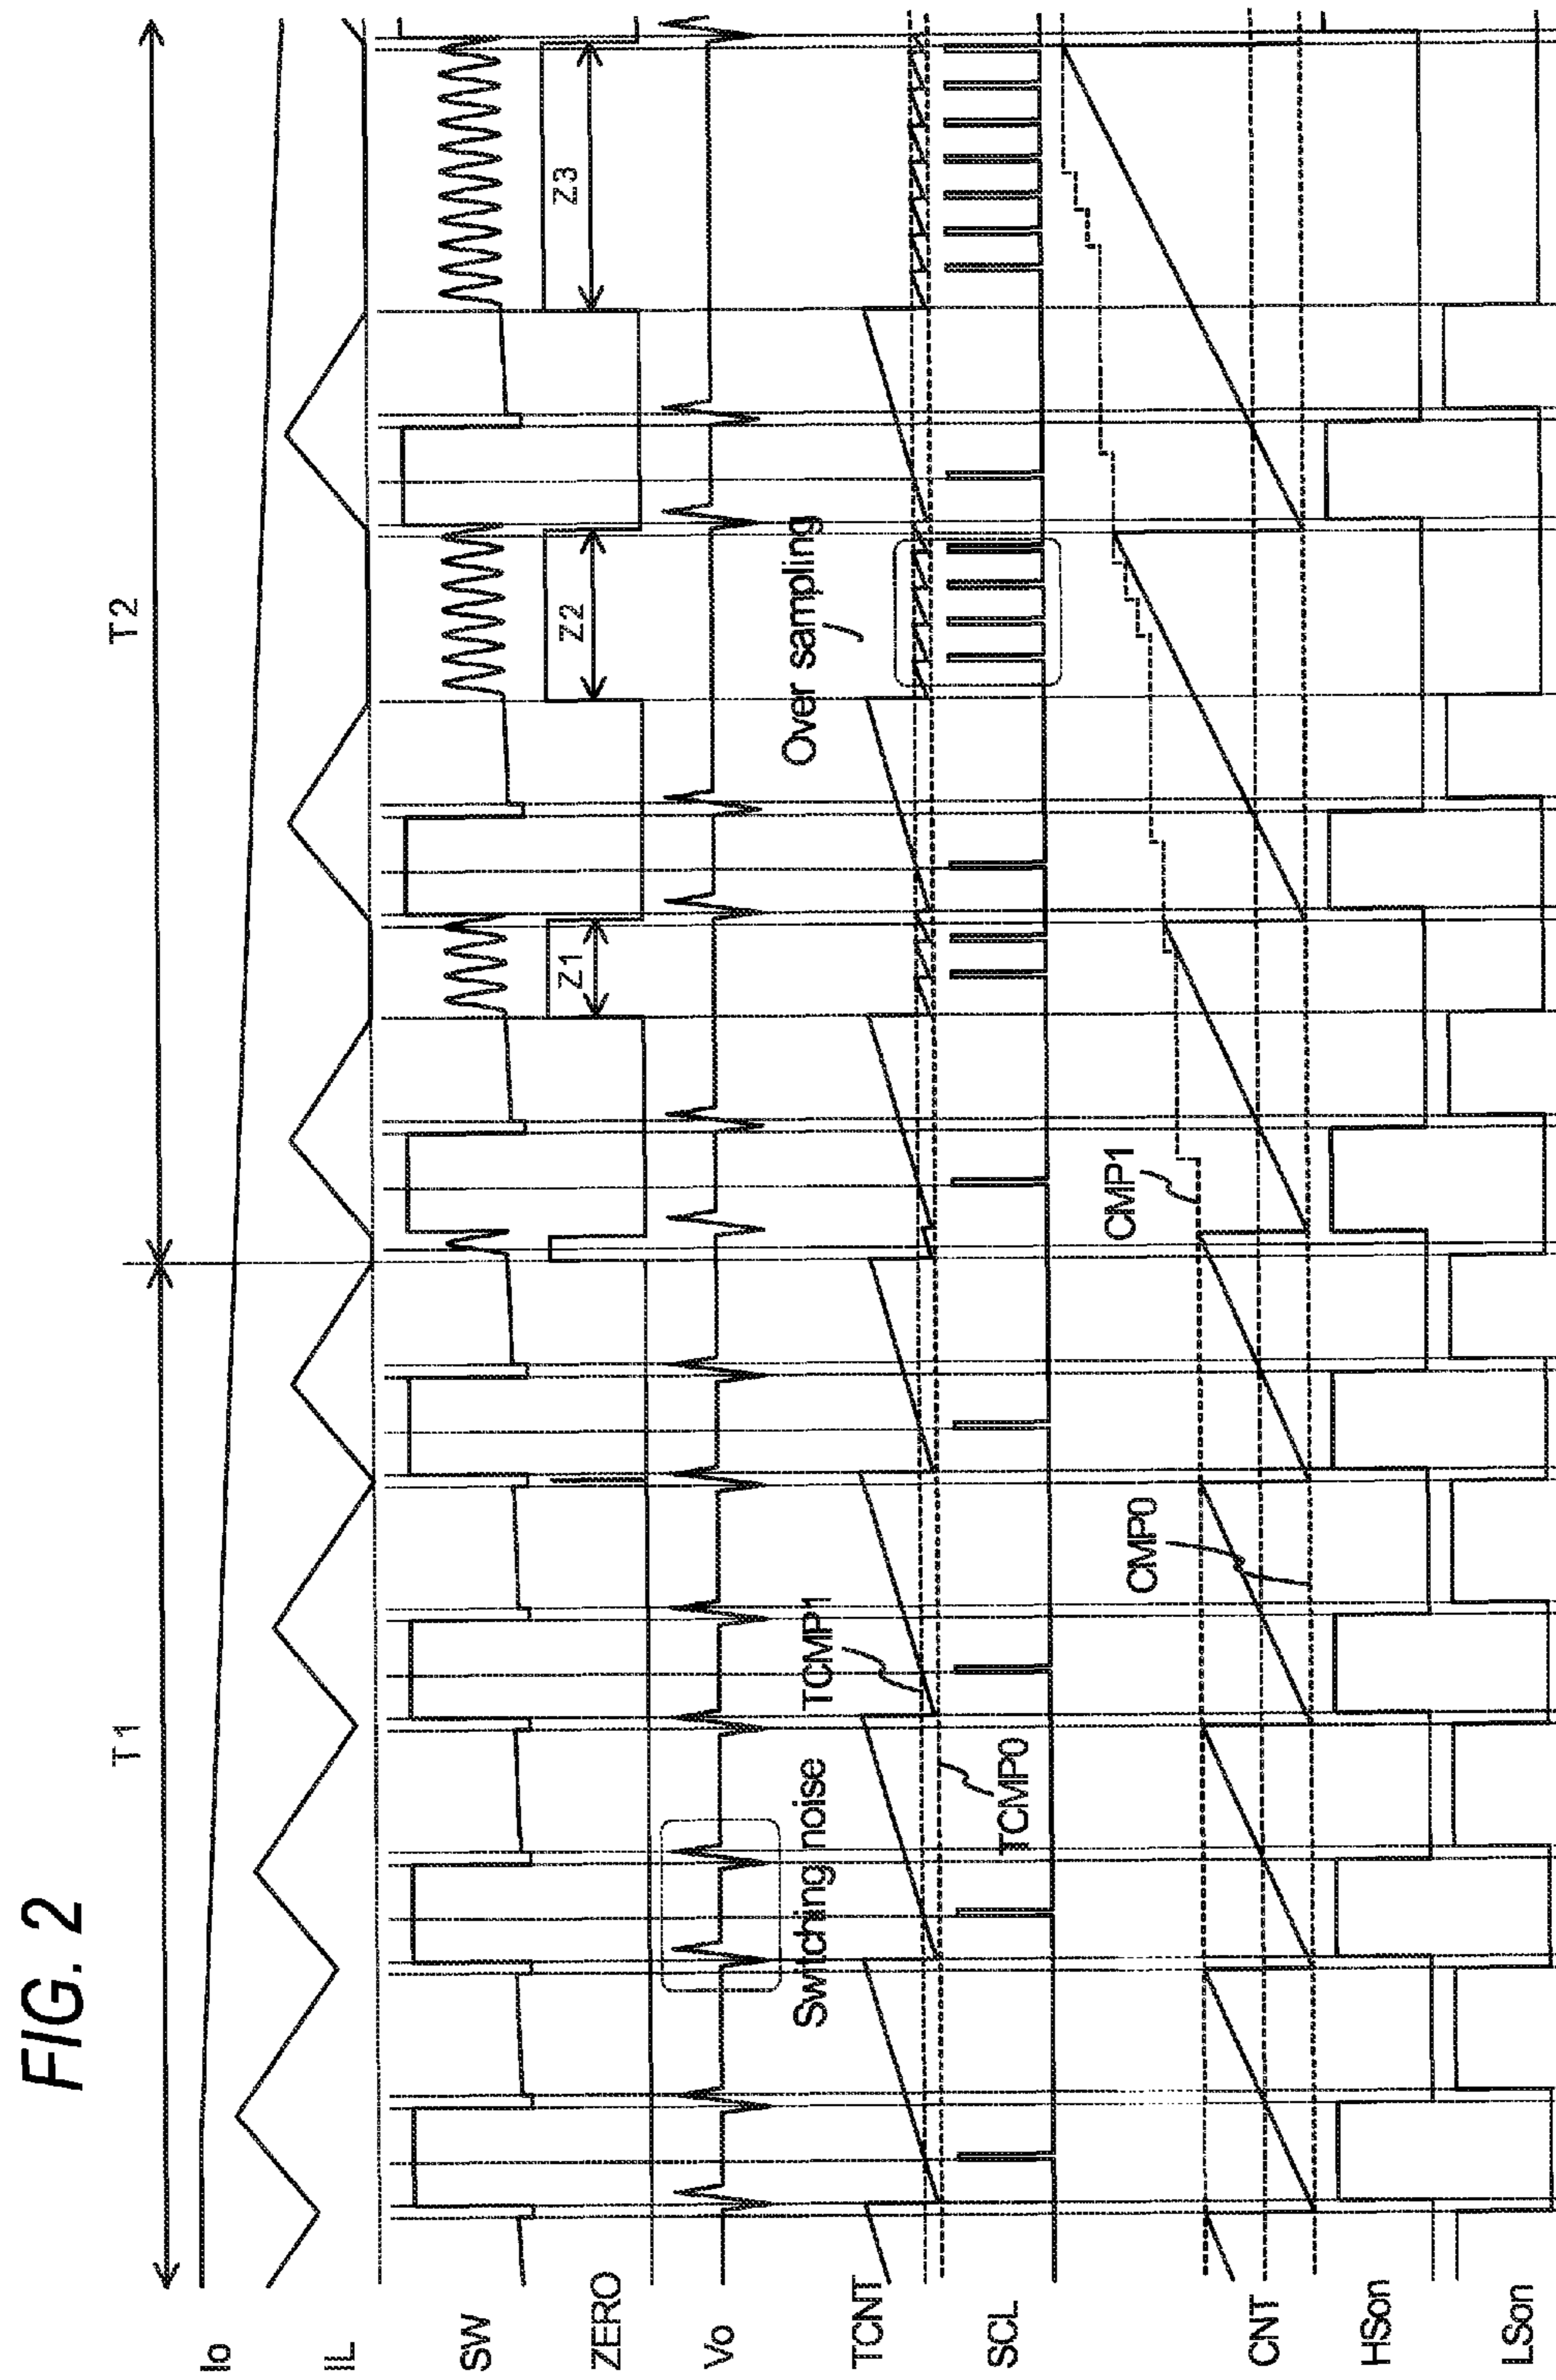 FIG. 2
T1
T2
Io
IL
SW
ZERO
Z1
Z2
Z3
Vo
Switching noise
Over sampling
TCNT
TCMP1
TCMP0
SCL
CMP1
CMP0
CNT
HSon
LSon